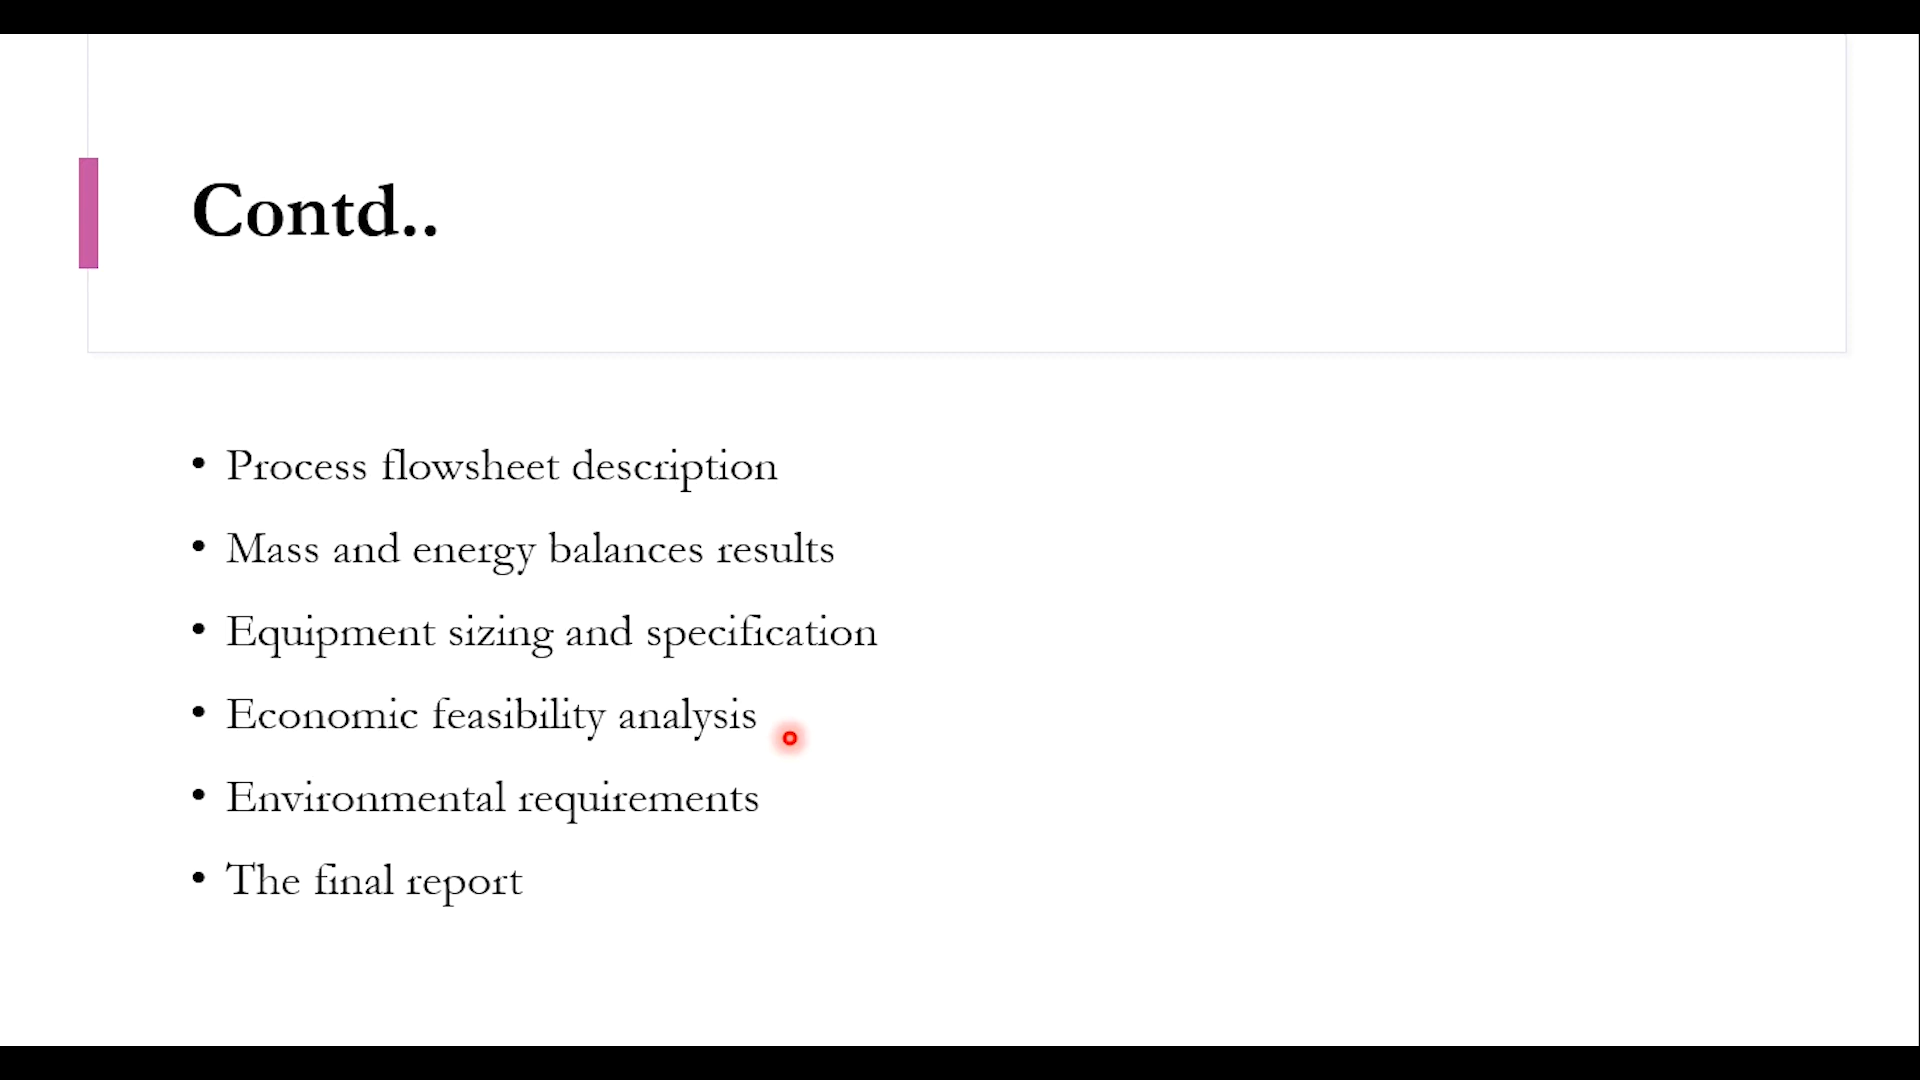 Contd..
• Process flowsheet description
• Mass and energy balances results
• Equipment sizing and specification
• Economic feasibility analysis
• Environmental requirements
• The final report